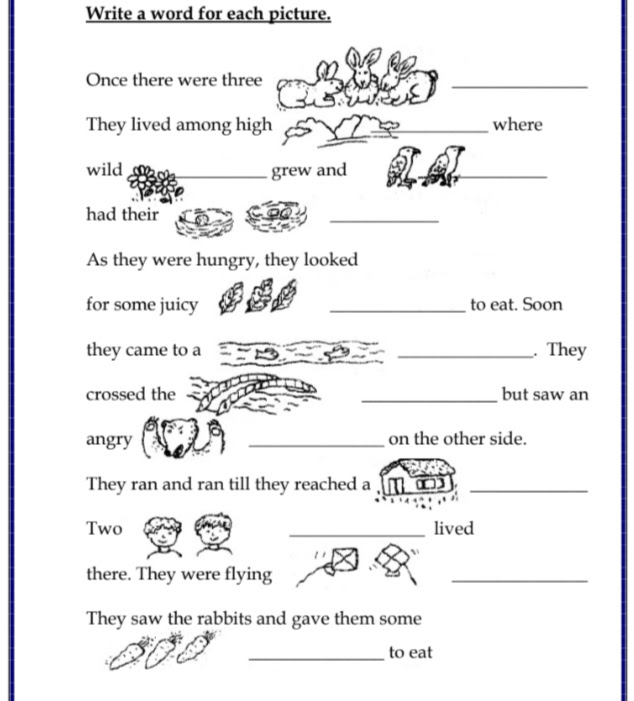 Write a word for each picture.
Once there were three ____________
They lived among high ____________ where
wild ____________ grew and ____________
had their ____________
As they were hungry, they looked
for some juicy ____________ to eat. Soon
they came to a ____________. They
crossed the ____________ but saw an
angry ____________ on the other side.
They ran and ran till they reached a ____________
Two ____________ lived
there. They were flying ____________
They saw the rabbits and gave them some
____________ to eat